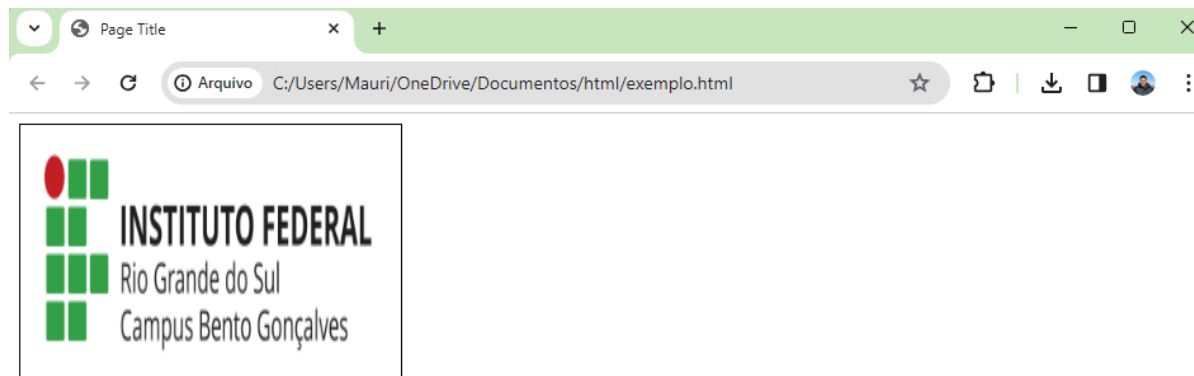 Page Title
Arquivo C:/Users/Mauri/OneDrive/Documentos/html/exemplo.html
INSTITUTO FEDERAL
Rio Grande do Sul
Campus Bento Gonçalves